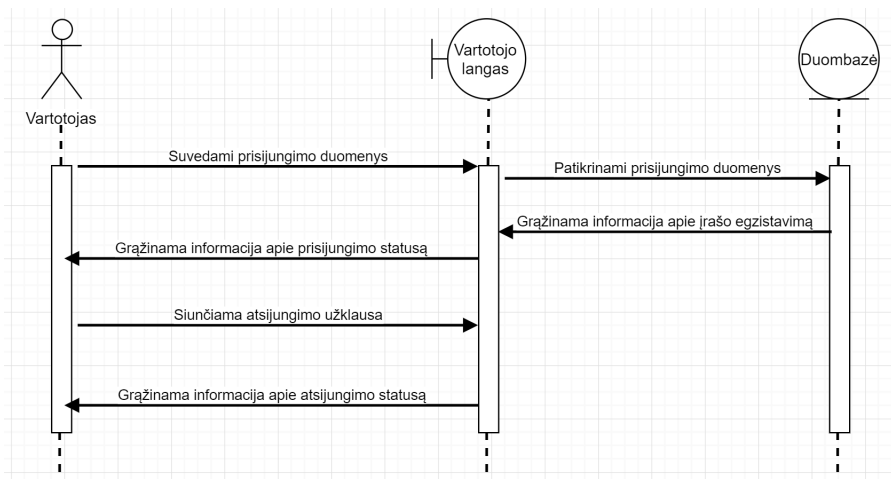 Vartotojo
langas
Duombazė
Vartotojas
Suvedami prisijungimo duomenys
Patikrinami prisijungimo duomenys
Grąžinama informacija apie įrašo egzistavimą
Grąžinama informacija apie prisijungimo statusą
Siunčiama atsijungimo užklausa
Grąžinama informacija apie atsijungimo statusą